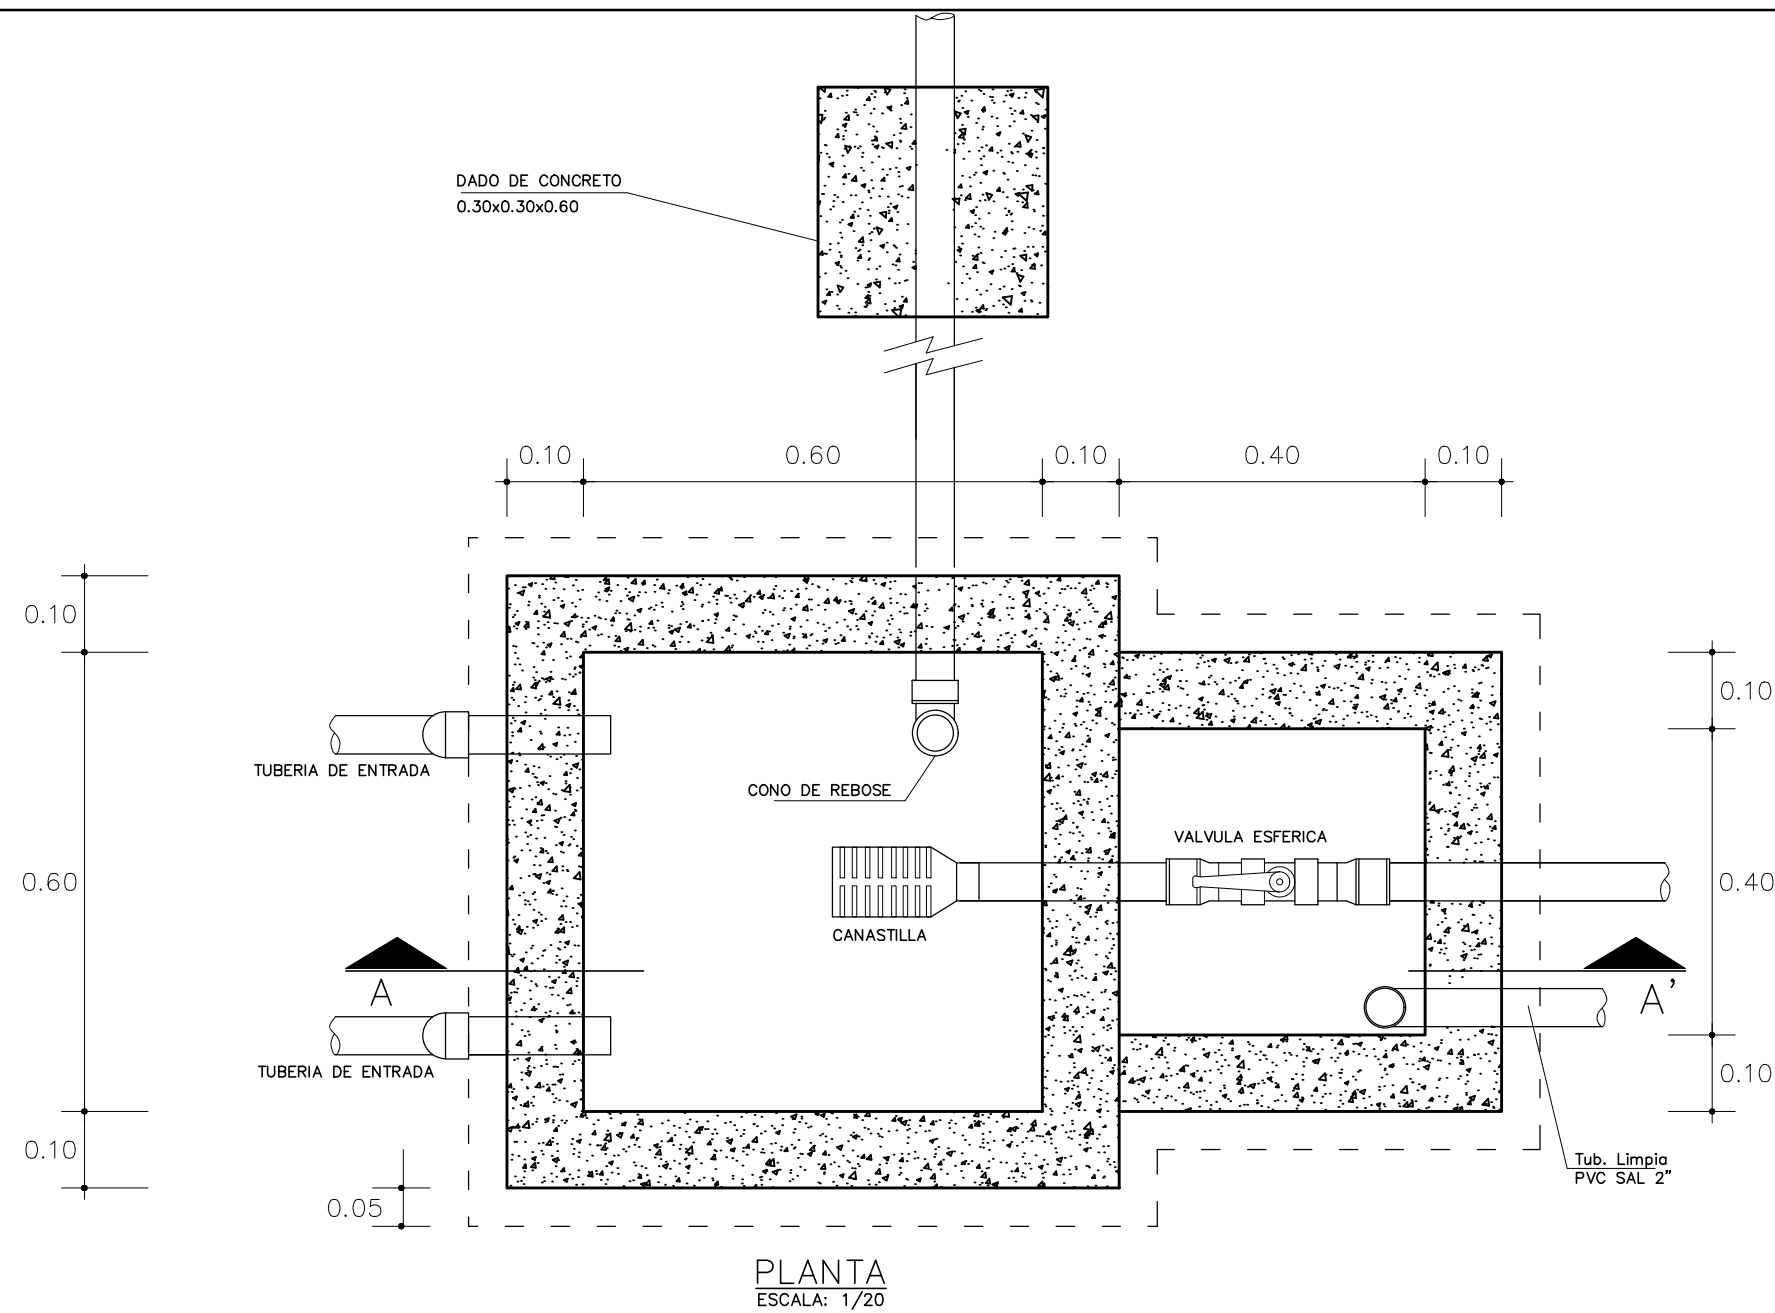 DADO DE CONCRETO
0.30x0.30x0.60
0.10
0.60
0.10
0.40
0.10
0.10
0.10
TUBERIA DE ENTRADA
CONO DE REBOSE
VALVULA ESFERICA
0.60
0.40
CANASTILLA
A
A'
TUBERIA DE ENTRADA
0.10
0.10
Tub. Limpia
PVC SAL 2"
0.05
PLANTA
ESCALA: 1/20